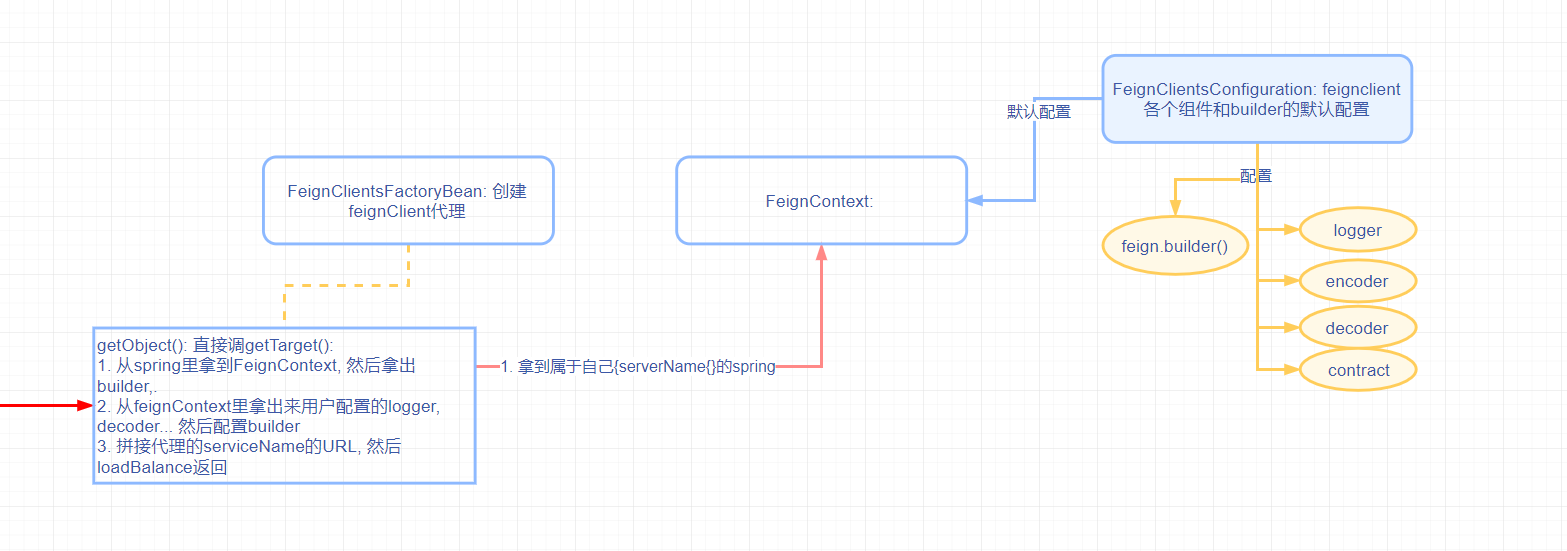 FeignClientsConfiguration: feignclient
各个组件和builder的默认配置
默认配置
配置
FeignClientsFactoryBean: 创建
feignClient代理
FeignContext:
feign.builder()
logger
encoder
decoder
contract
getObject(): 直接调getTarget():
1. 从spring里拿到FeignContext, 然后拿出
builder,.
2. 从feignContext里拿出来用户配置的logger,
decoder... 然后配置builder
3. 拼接代理的serviceName的URL, 然后
loadBalance返回
1. 拿到属于自己{serverName{}的spring